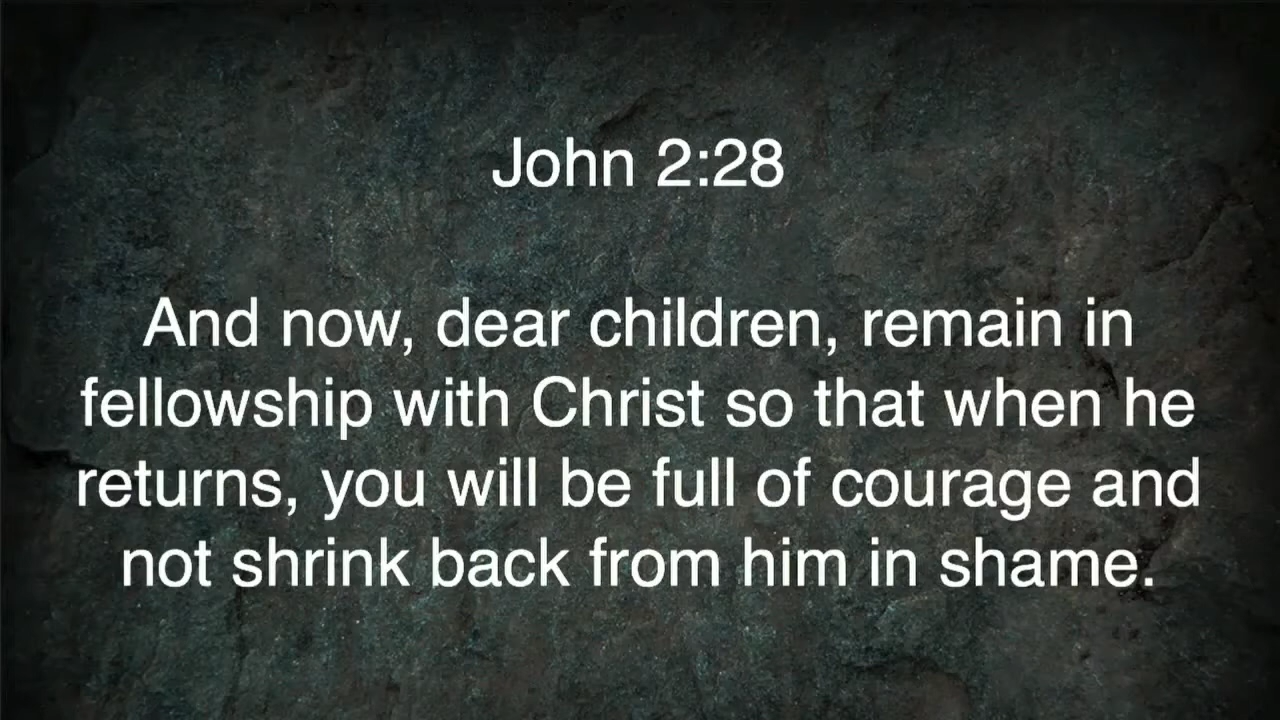 John 2:28
And now, dear children, remain in
fellowship with Christ so that when he
returns, you will be full of courage and
not shrink back from him in shame.